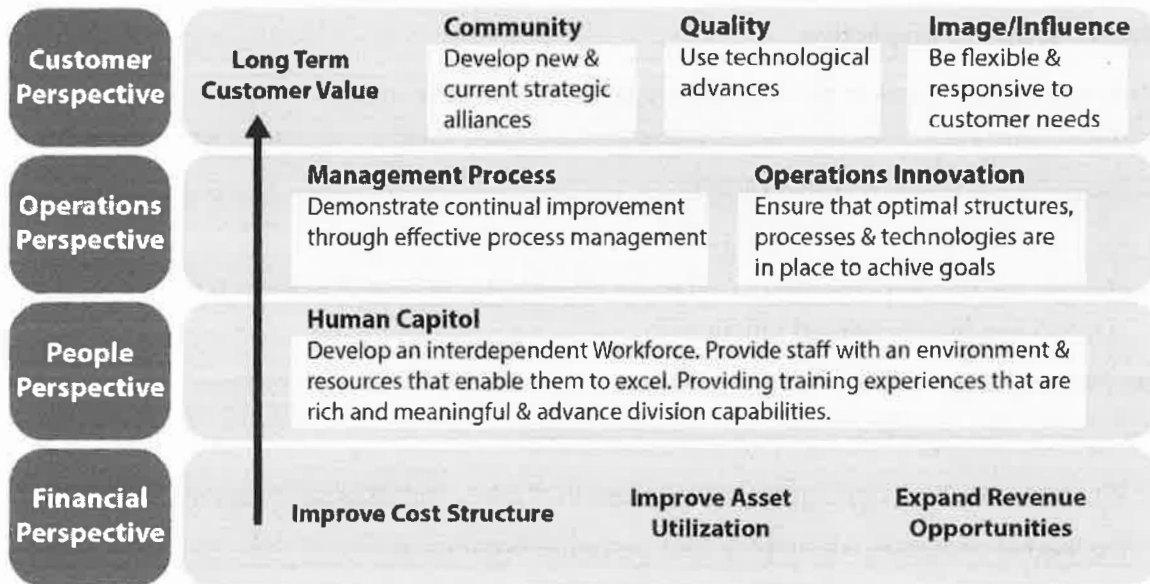 Customer
Perspective
Long Term
Customer Value
Community
Develop new &
current strategic
alliances
Quality
Use technological
advances
Image/Influence
Be flexible &
responsive to
customer needs
Operations
Perspective
Management Process
Demonstrate continual improvement
through effective process management
Operations Innovation
Ensure that optimal structures,
processes & technologies are
in place to achive goals
People
Perspective
Human Capitol
Develop an interdependent Workforce. Provide staff with an environment &
resources that enable them to excel. Providing training experiences that are
rich and meaningful & advance division capabilities.
Financial
Perspective
Improve Cost Structure
Improve Asset
Utilization
Expand Revenue
Opportunities